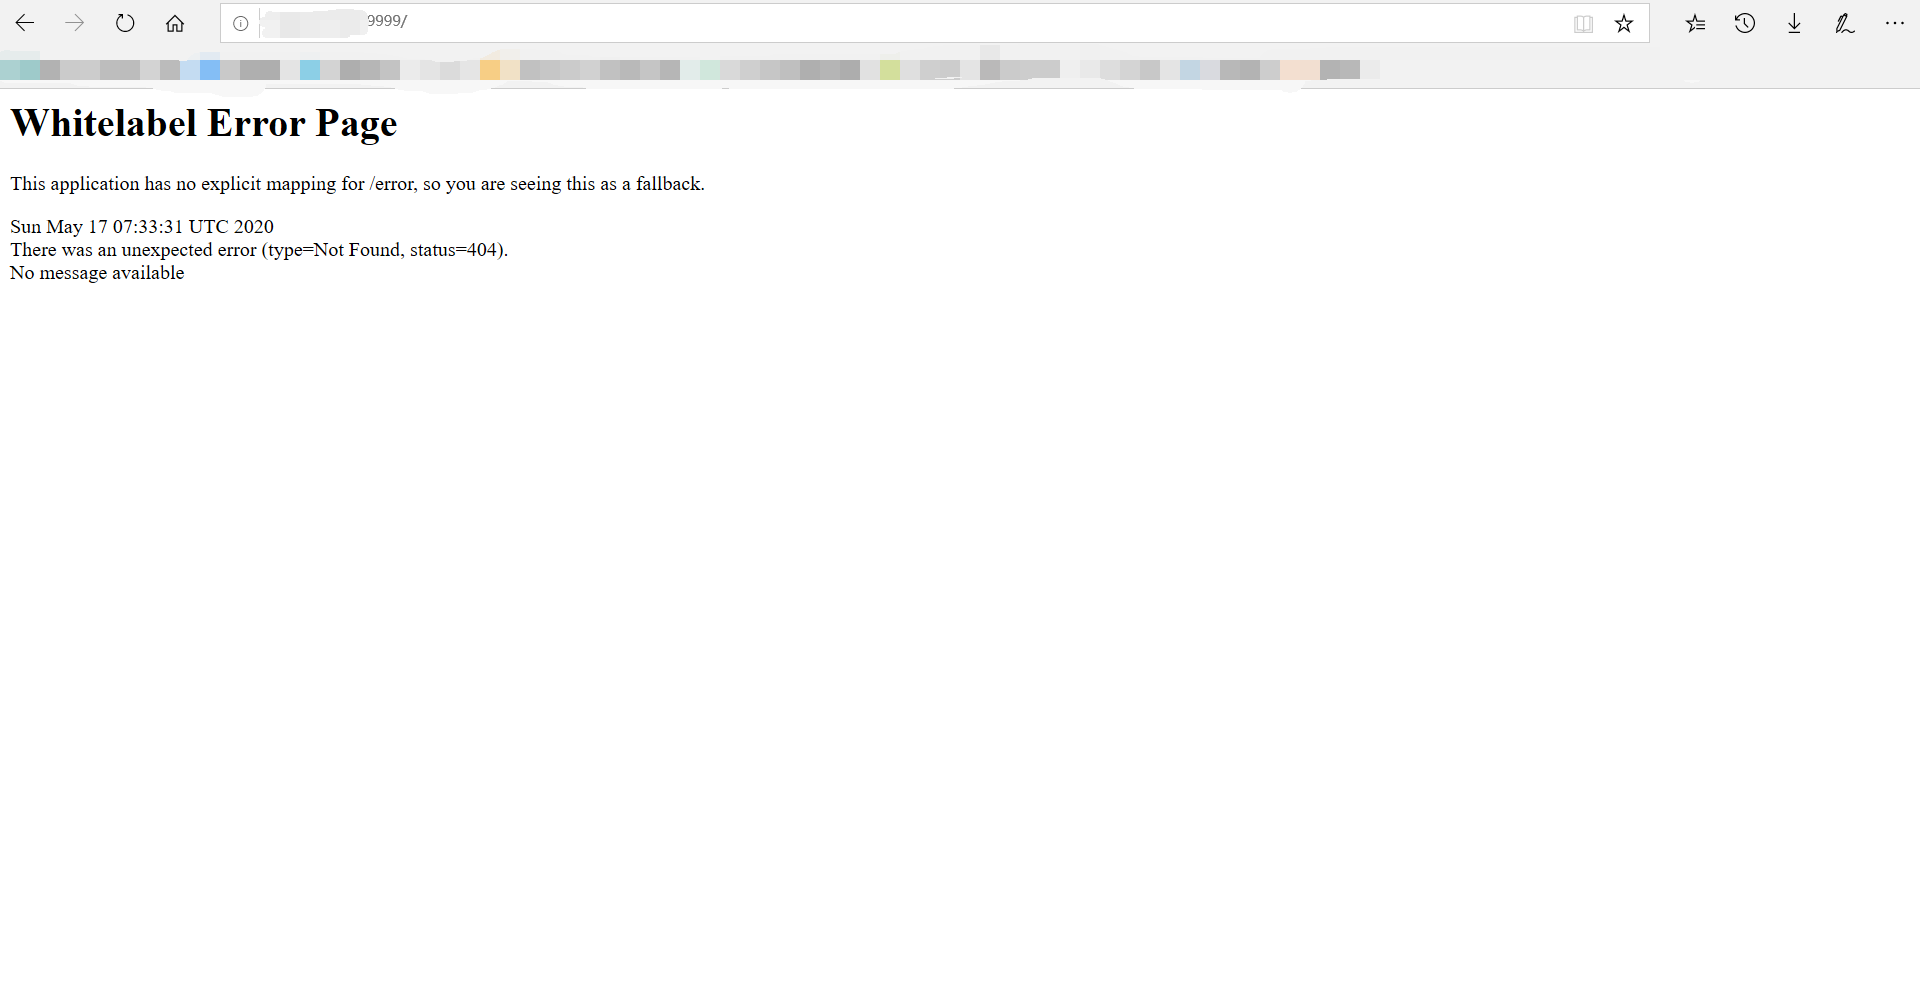 9999/
Whitelabel Error Page
This application has no explicit mapping for /error, so you are seeing this as a fallback.
Sun May 17 07:33:31 UTC 2020
There was an unexpected error (type=Not Found, status=404).
No message available